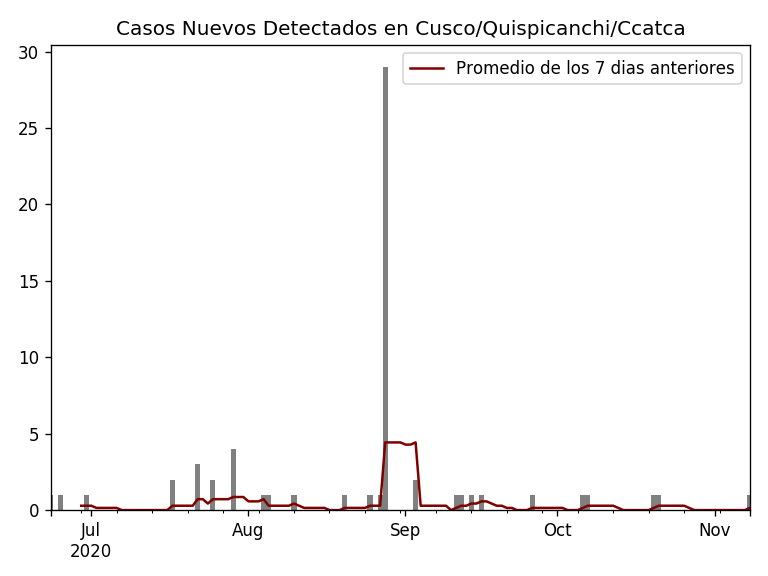 Casos Nuevos Detectados en Cusco/Quispicanchi/Ccatca
Promedio de los 7 dias anteriores
30
25
20
15
10
5
0
Jul
2020
Aug
Sep
Oct
Nov